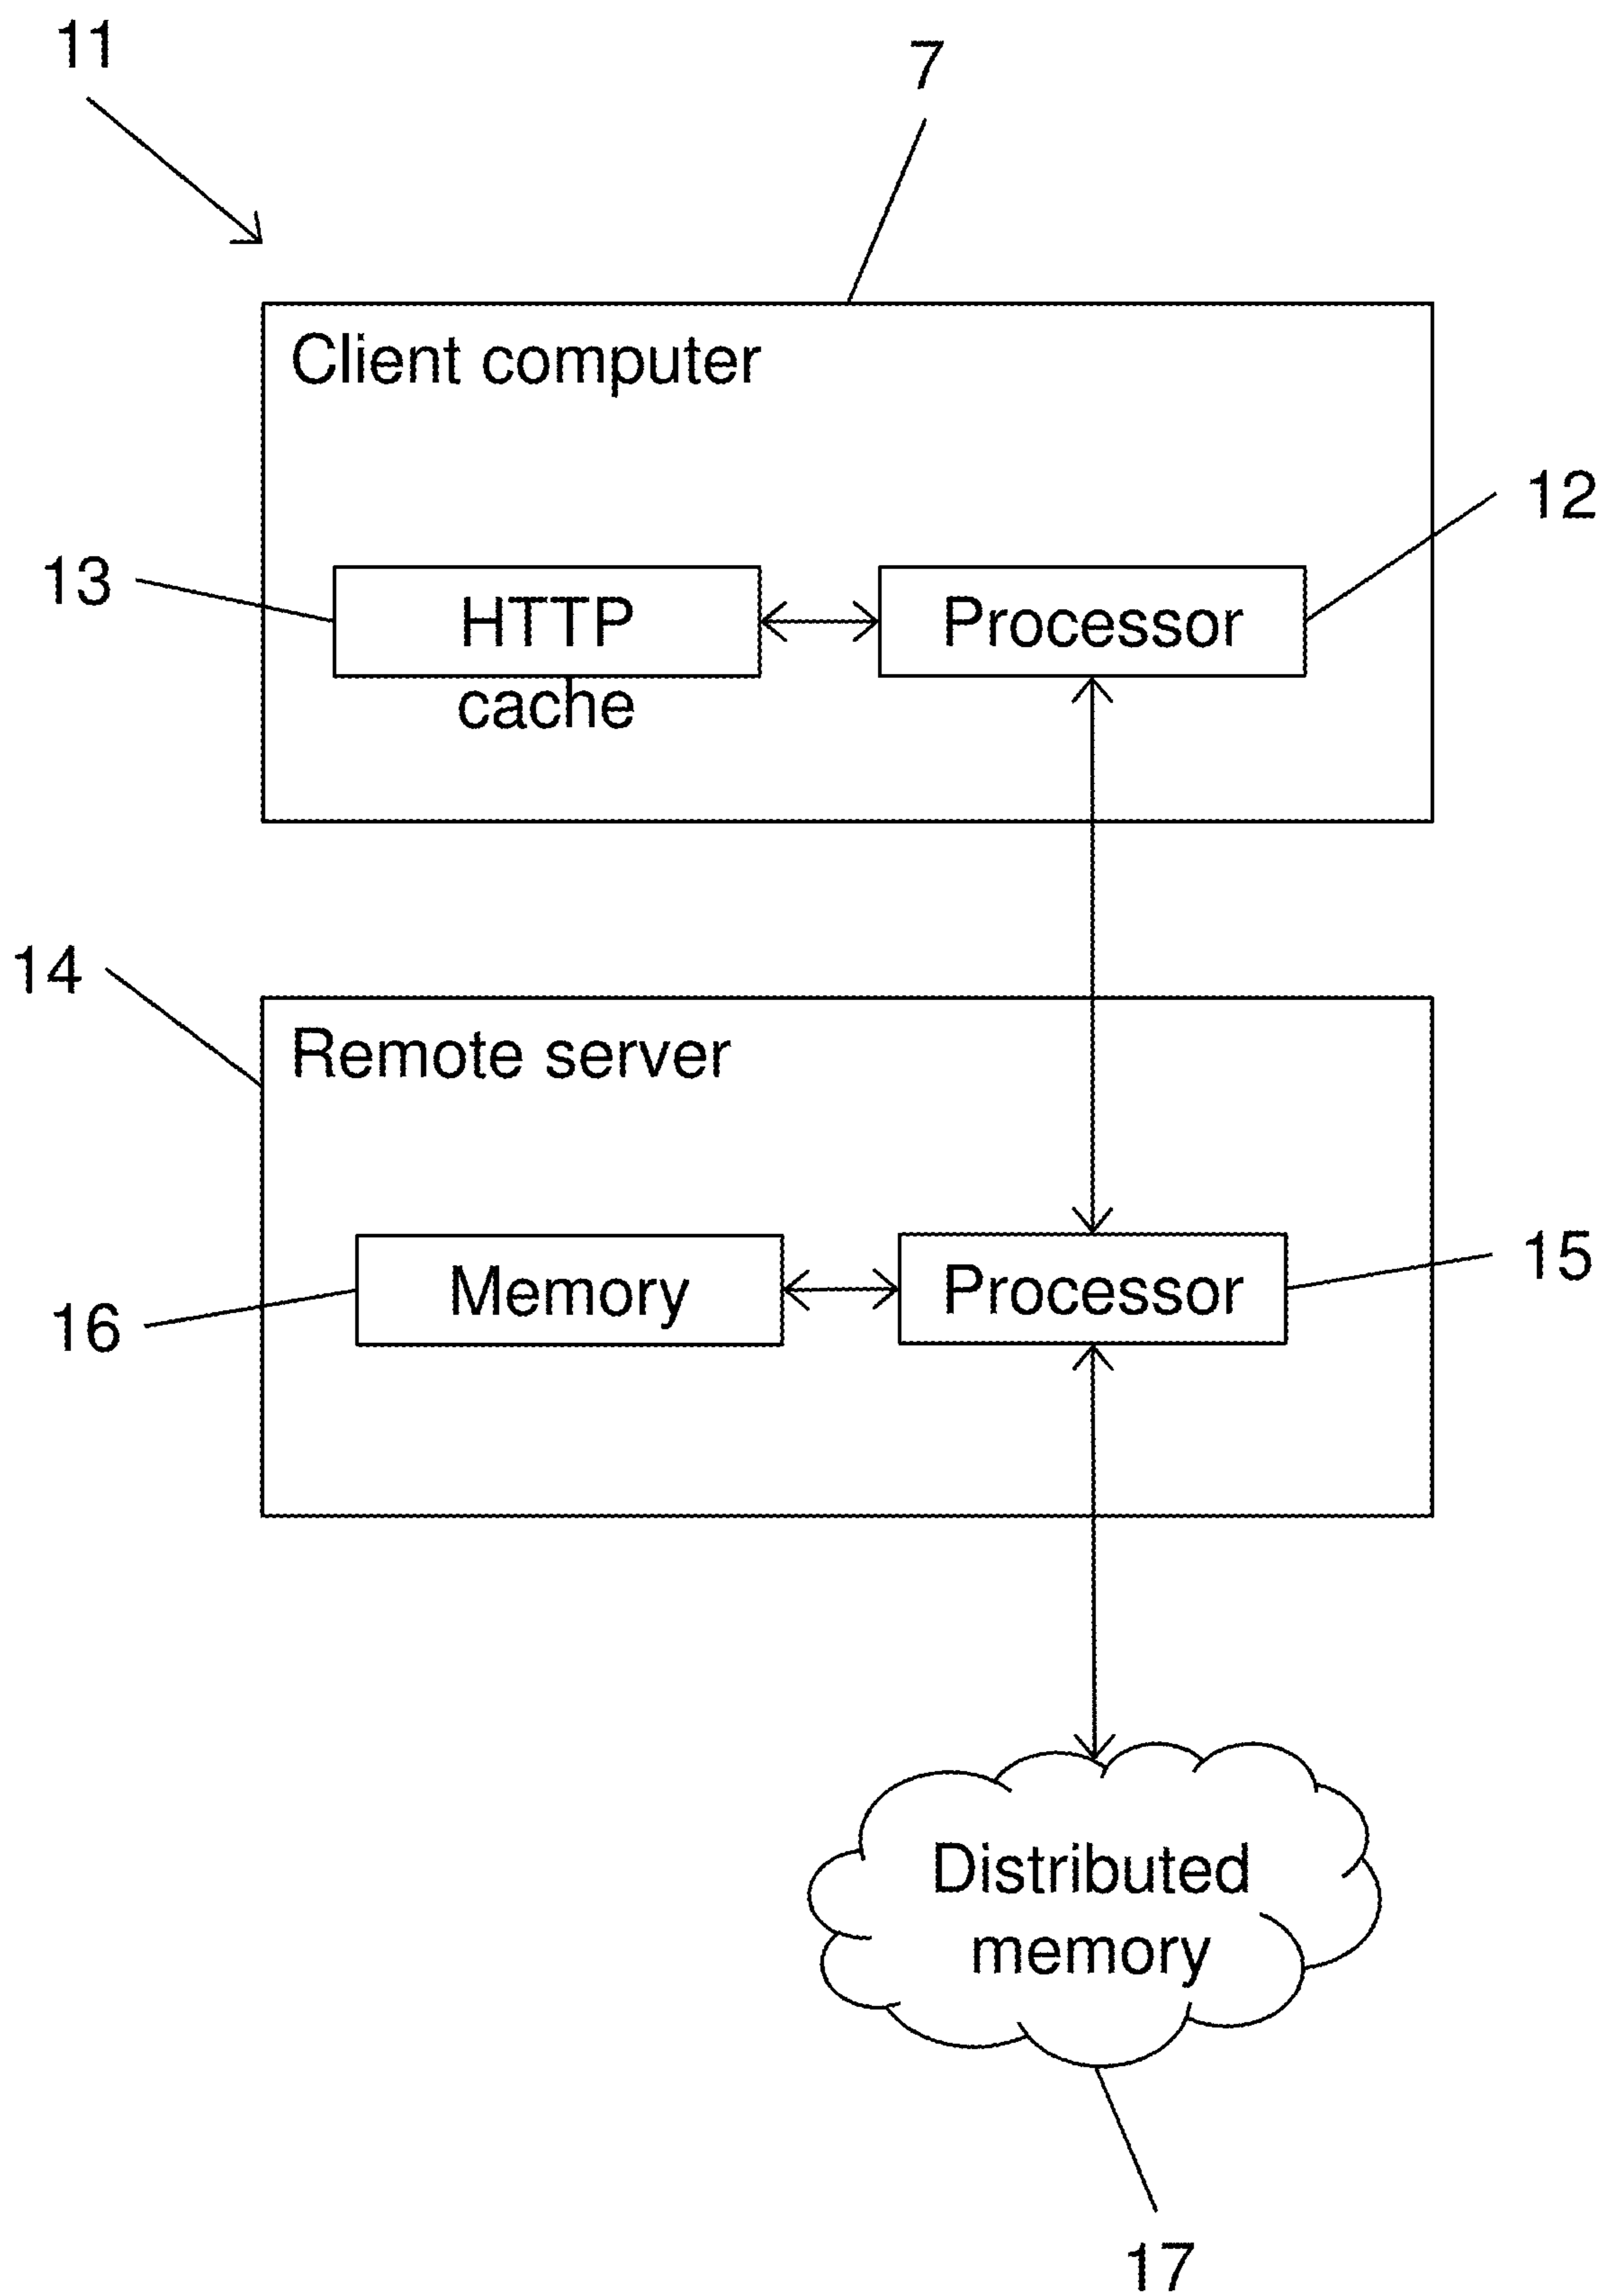 11
7
Client computer
12
13
HTTP
cache
Processor
14
Remote server
15
16
Memory
Processor
Distributed
memory
17